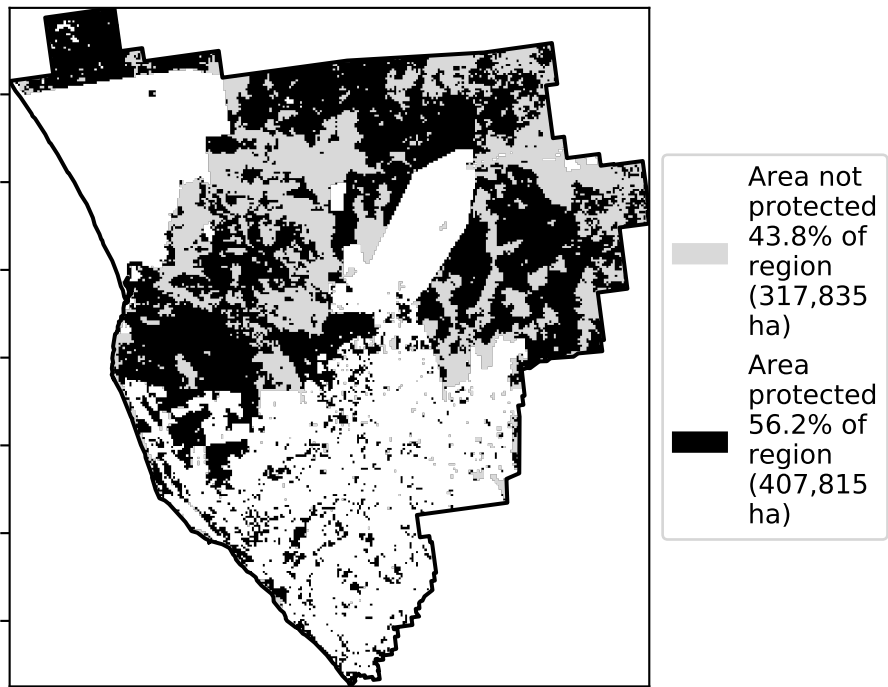 Area not
protected
43.8% of
region
(317,835
ha)
Area
protected
56.2% of
region
(407,815
ha)